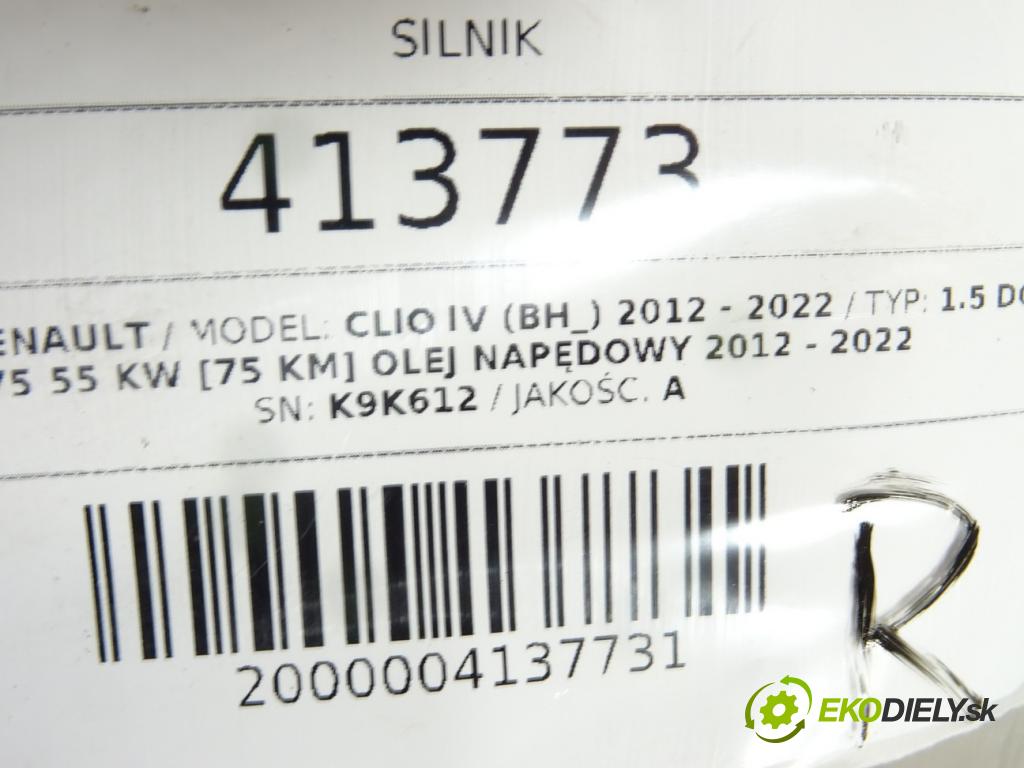 SILNIK
413773
ENAULT / MODEL: CLIO IV (BH_) 2012 - 2022 / TYP: 1.5 DC
75 55 KW [75 KM] OLEJ NAPĘDOWY 2012 - 2022
SN: K9K612 / JAKOŚĆ: A
2000004137731
R
EKODIELY.sk